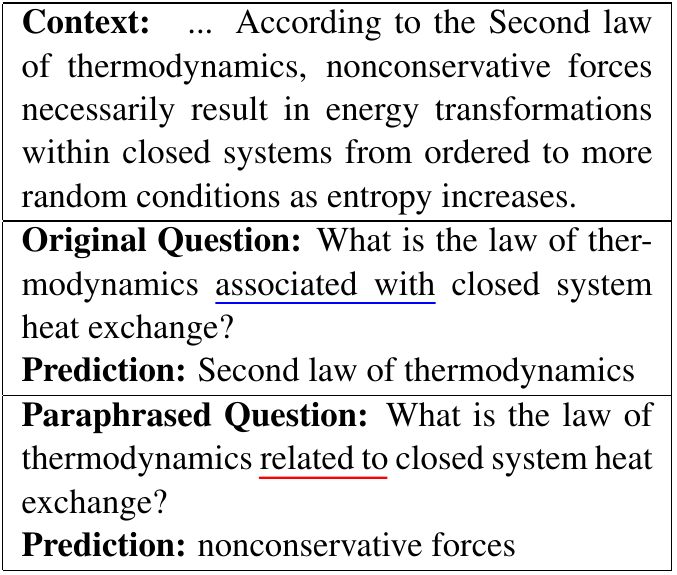 Context: ... According to the Second law
of thermodynamics, nonconservative forces
necessarily result in energy transformations
within closed systems from ordered to more
random conditions as entropy increases.
Original Question: What is the law of ther-
modynamics associated with closed system
heat exchange?
Prediction: Second law of thermodynamics
Paraphrased Question: What is the law of
thermodynamics related to closed system heat
exchange?
Prediction: nonconservative forces